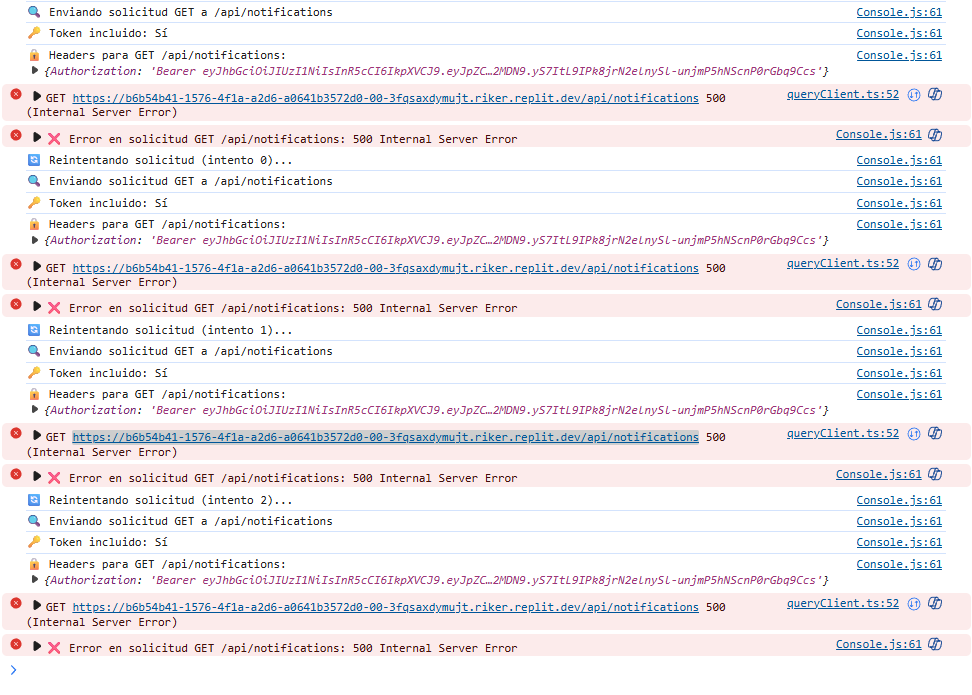 🔍 Enviando solicitud GET a /api/notifications Console.js:61
🔑 Token incluido: Sí Console.js:61
🔒 Headers para GET /api/notifications: Console.js:61
{Authorization: 'Bearer eyJhbGciOiJIUzI1NiIsInR5cCI6IkpXVCJ9.eyJpZC…2MDN9.yS7ItL9IPk8jrN2elnySl-unjmP5hNScnP0rGbq9Ccs'}
GET https://b6b54b41-1576-4f1a-a2d6-a0641b3572d0-00-3fqsaxdymujt.riker.replit.dev/api/notifications 500 queryClient.ts:52
(Internal Server Error)
❌ Error en solicitud GET /api/notifications: 500 Internal Server Error Console.js:61
🔄 Reintentando solicitud (intento 0)... Console.js:61
🔍 Enviando solicitud GET a /api/notifications Console.js:61
🔑 Token incluido: Sí Console.js:61
🔒 Headers para GET /api/notifications: Console.js:61
{Authorization: 'Bearer eyJhbGciOiJIUzI1NiIsInR5cCI6IkpXVCJ9.eyJpZC…2MDN9.yS7ItL9IPk8jrN2elnySl-unjmP5hNScnP0rGbq9Ccs'}
GET https://b6b54b41-1576-4f1a-a2d6-a0641b3572d0-00-3fqsaxdymujt.riker.replit.dev/api/notifications 500 queryClient.ts:52
(Internal Server Error)
❌ Error en solicitud GET /api/notifications: 500 Internal Server Error Console.js:61
🔄 Reintentando solicitud (intento 1)... Console.js:61
🔍 Enviando solicitud GET a /api/notifications Console.js:61
🔑 Token incluido: Sí Console.js:61
🔒 Headers para GET /api/notifications: Console.js:61
{Authorization: 'Bearer eyJhbGciOiJIUzI1NiIsInR5cCI6IkpXVCJ9.eyJpZC…2MDN9.yS7ItL9IPk8jrN2elnySl-unjmP5hNScnP0rGbq9Ccs'}
GET https://b6b54b41-1576-4f1a-a2d6-a0641b3572d0-00-3fqsaxdymujt.riker.replit.dev/api/notifications 500 queryClient.ts:52
(Internal Server Error)
❌ Error en solicitud GET /api/notifications: 500 Internal Server Error Console.js:61
🔄 Reintentando solicitud (intento 2)... Console.js:61
🔍 Enviando solicitud GET a /api/notifications Console.js:61
🔑 Token incluido: Sí Console.js:61
🔒 Headers para GET /api/notifications: Console.js:61
{Authorization: 'Bearer eyJhbGciOiJIUzI1NiIsInR5cCI6IkpXVCJ9.eyJpZC…2MDN9.yS7ItL9IPk8jrN2elnySl-unjmP5hNScnP0rGbq9Ccs'}
GET https://b6b54b41-1576-4f1a-a2d6-a0641b3572d0-00-3fqsaxdymujt.riker.replit.dev/api/notifications 500 queryClient.ts:52
(Internal Server Error)
❌ Error en solicitud GET /api/notifications: 500 Internal Server Error Console.js:61